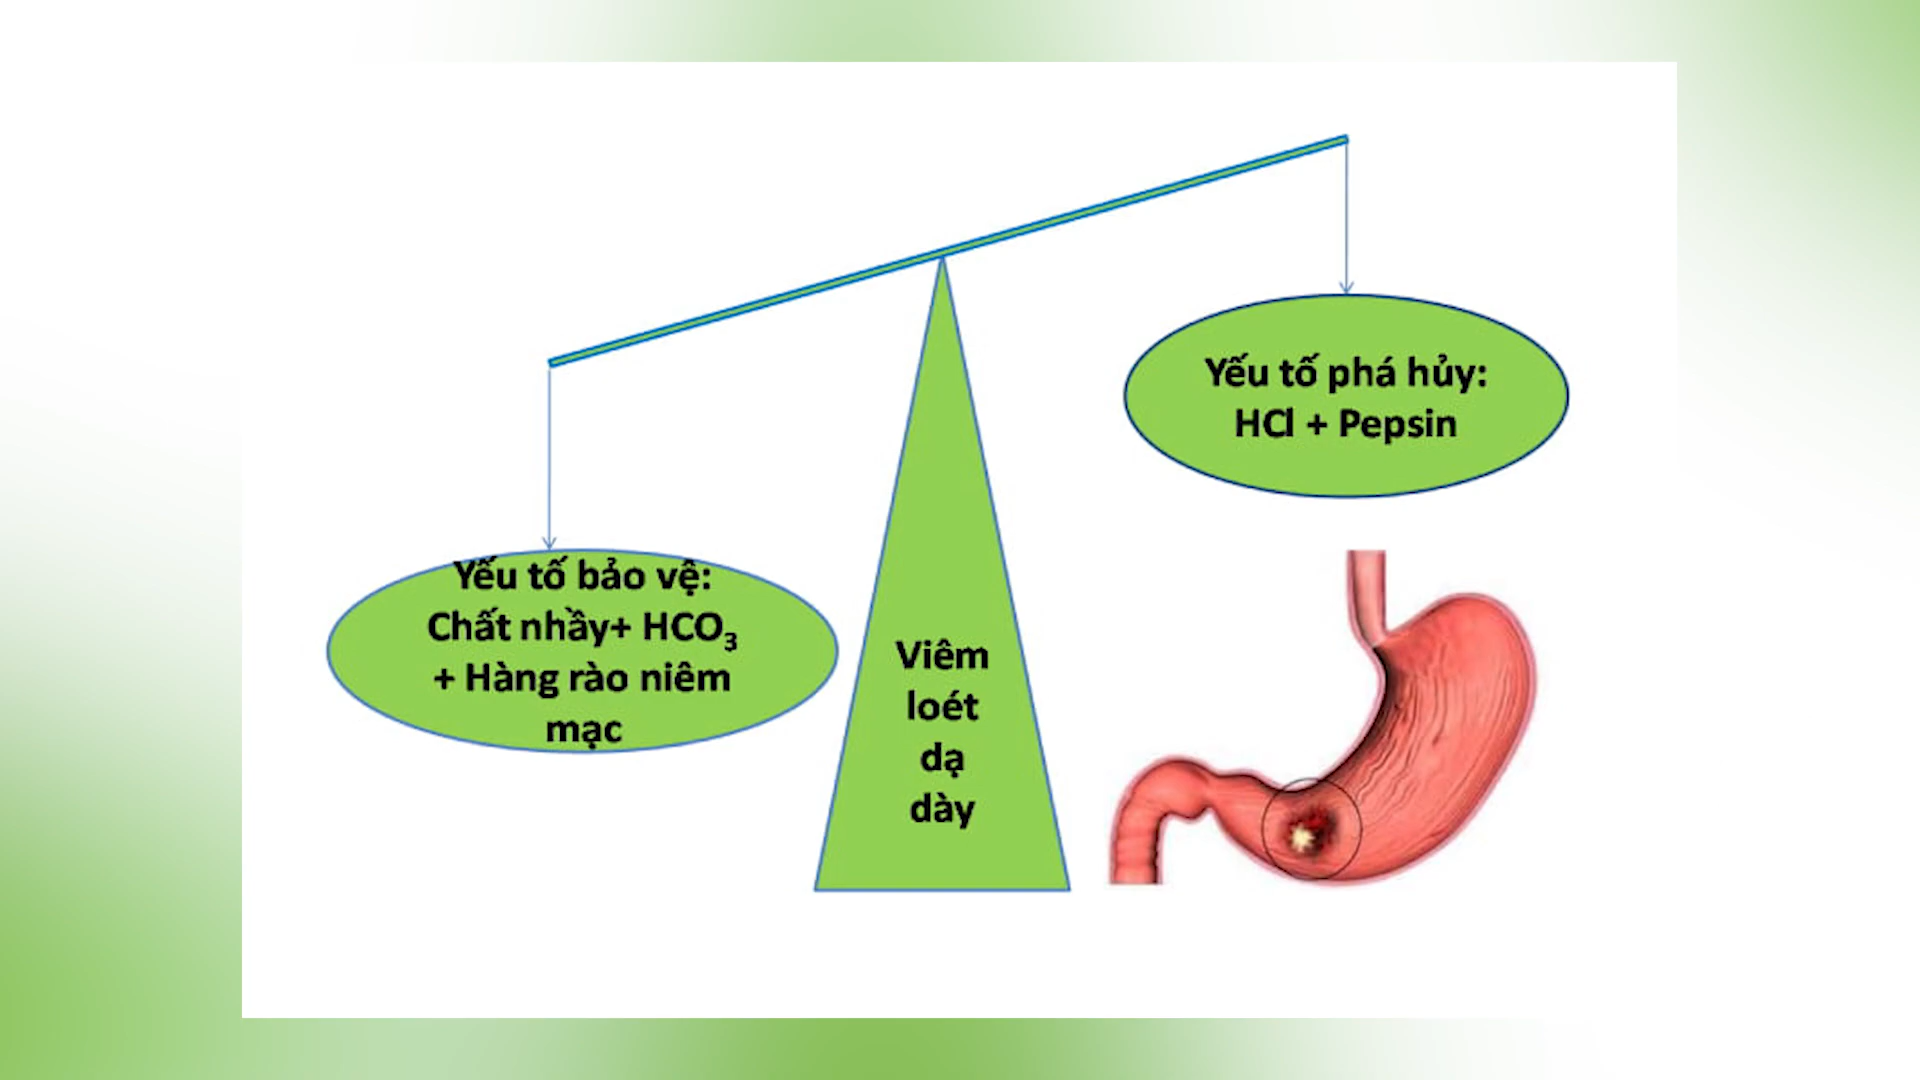 Yếu tố phá hủy:
HCl + Pepsin
Yếu tố bảo vệ:
Chất nhầy+ HCO₃
+ Hàng rào niêm
mạc
Viêm
loét
dạ
dày